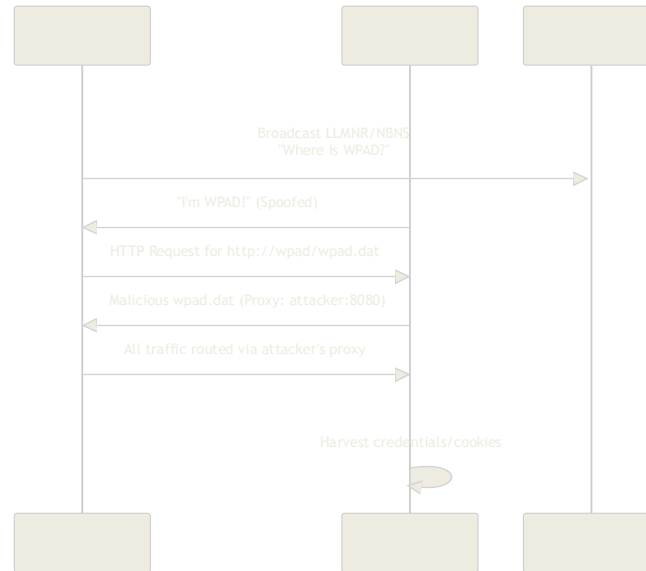 Broadcast LLMNR/NBNS
"Where is WPAD?"
"I'm WPAD!" (Spoofed)
HTTP Request for http://wpad/wpad.dat
Malicious wpad.dat (Proxy: attacker:8080)
All traffic routed via attacker's proxy
Harvest credentials/cookies